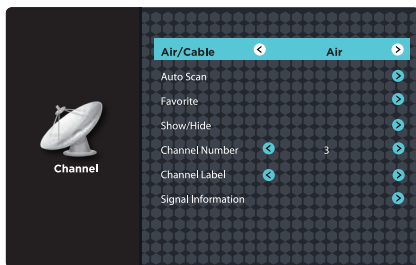 Air/Cable Air
Auto Scan
Favorite
Show/Hide
Channel Number 3
Channel Label
Signal Information
Channel